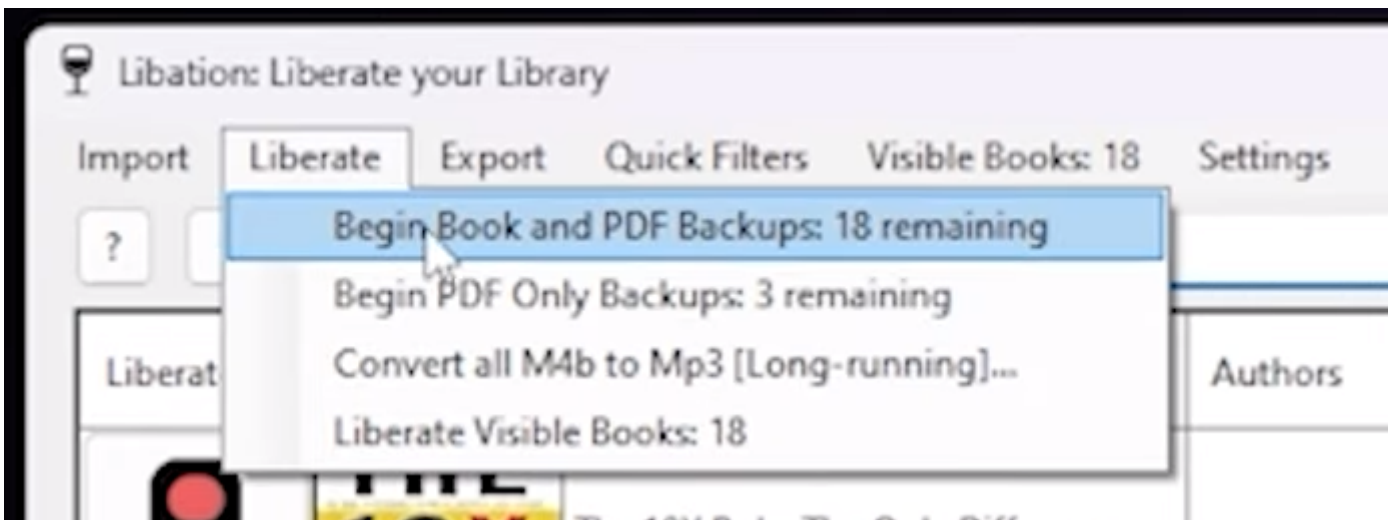 Libation: Liberate your Library
Import Liberate Export Quick Filters Visible Books: 18 Settings
?
Begin Book and PDF Backups: 18 remaining
Begin PDF Only Backups: 3 remaining
Convert all M4b to Mp3 [Long-running]...
Liberat Authors
Liberate Visible Books: 18